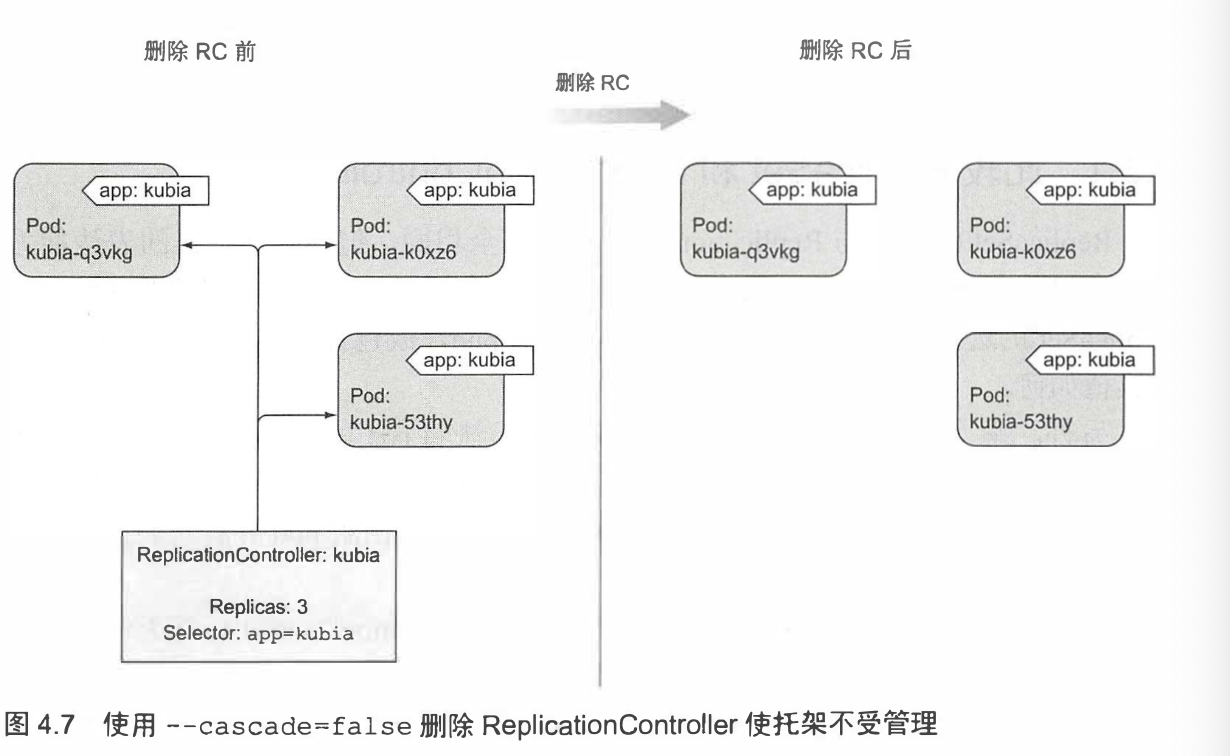 删除 RC 前
删除 RC 后
删除 RC
app: kubia
Pod:
kubia-q3vkg
app: kubia
Pod:
kubia-k0xz6
app: kubia
Pod:
kubia-53thy
ReplicationController: kubia
Replicas: 3
Selector: app=kubia
app: kubia
Pod:
kubia-q3vkg
app: kubia
Pod:
kubia-k0xz6
app: kubia
Pod:
kubia-53thy
图 4.7 使用 --cascade=false 删除 ReplicationController 使托架不受管理